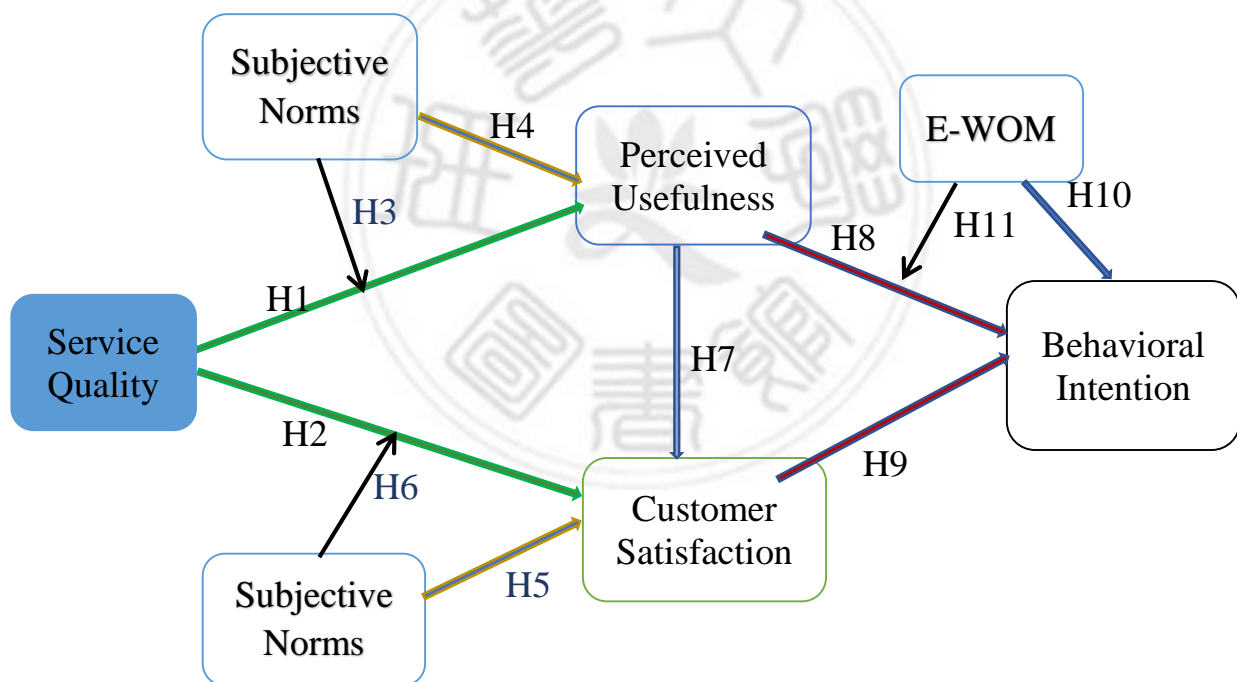 Subjective
Norms
H4
E-WOM
Perceived
Usefulness
H3
H10
H8
H11
H1
Service
Quality
H7
Behavioral
Intention
H2
H6
H9
Customer
Satisfaction
Subjective
Norms
H5